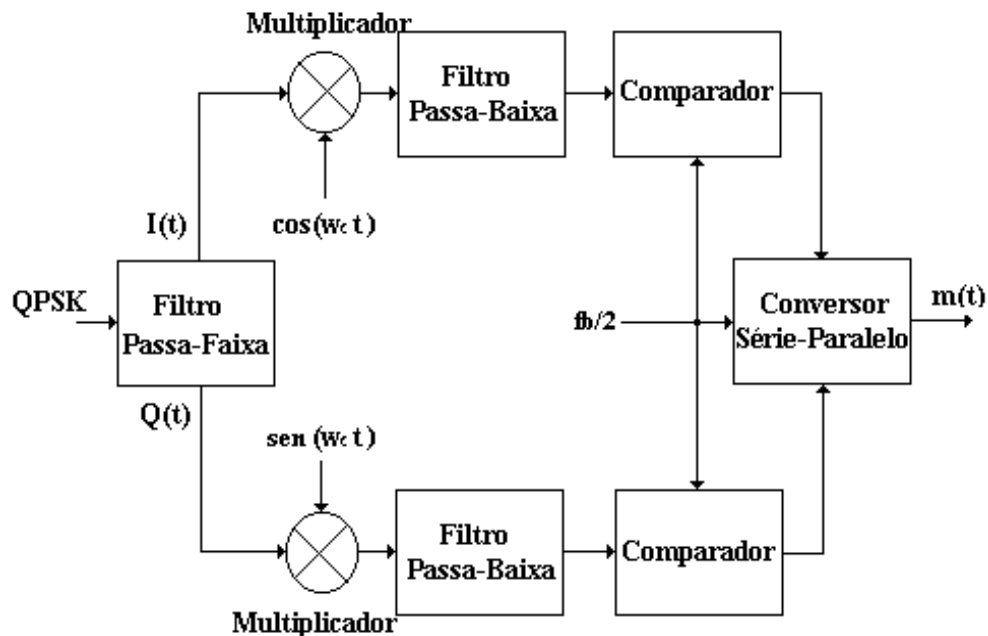 Multiplicador
Filtro
Passa-Baixa
Comparador
cos(wc t)
I(t)
QPSK
Filtro
Passa-Faixa
fb/2
Conversor
Série-Paralelo
m(t)
Q(t)
sen (wc t)
Filtro
Passa-Baixa
Comparador
Multiplicador